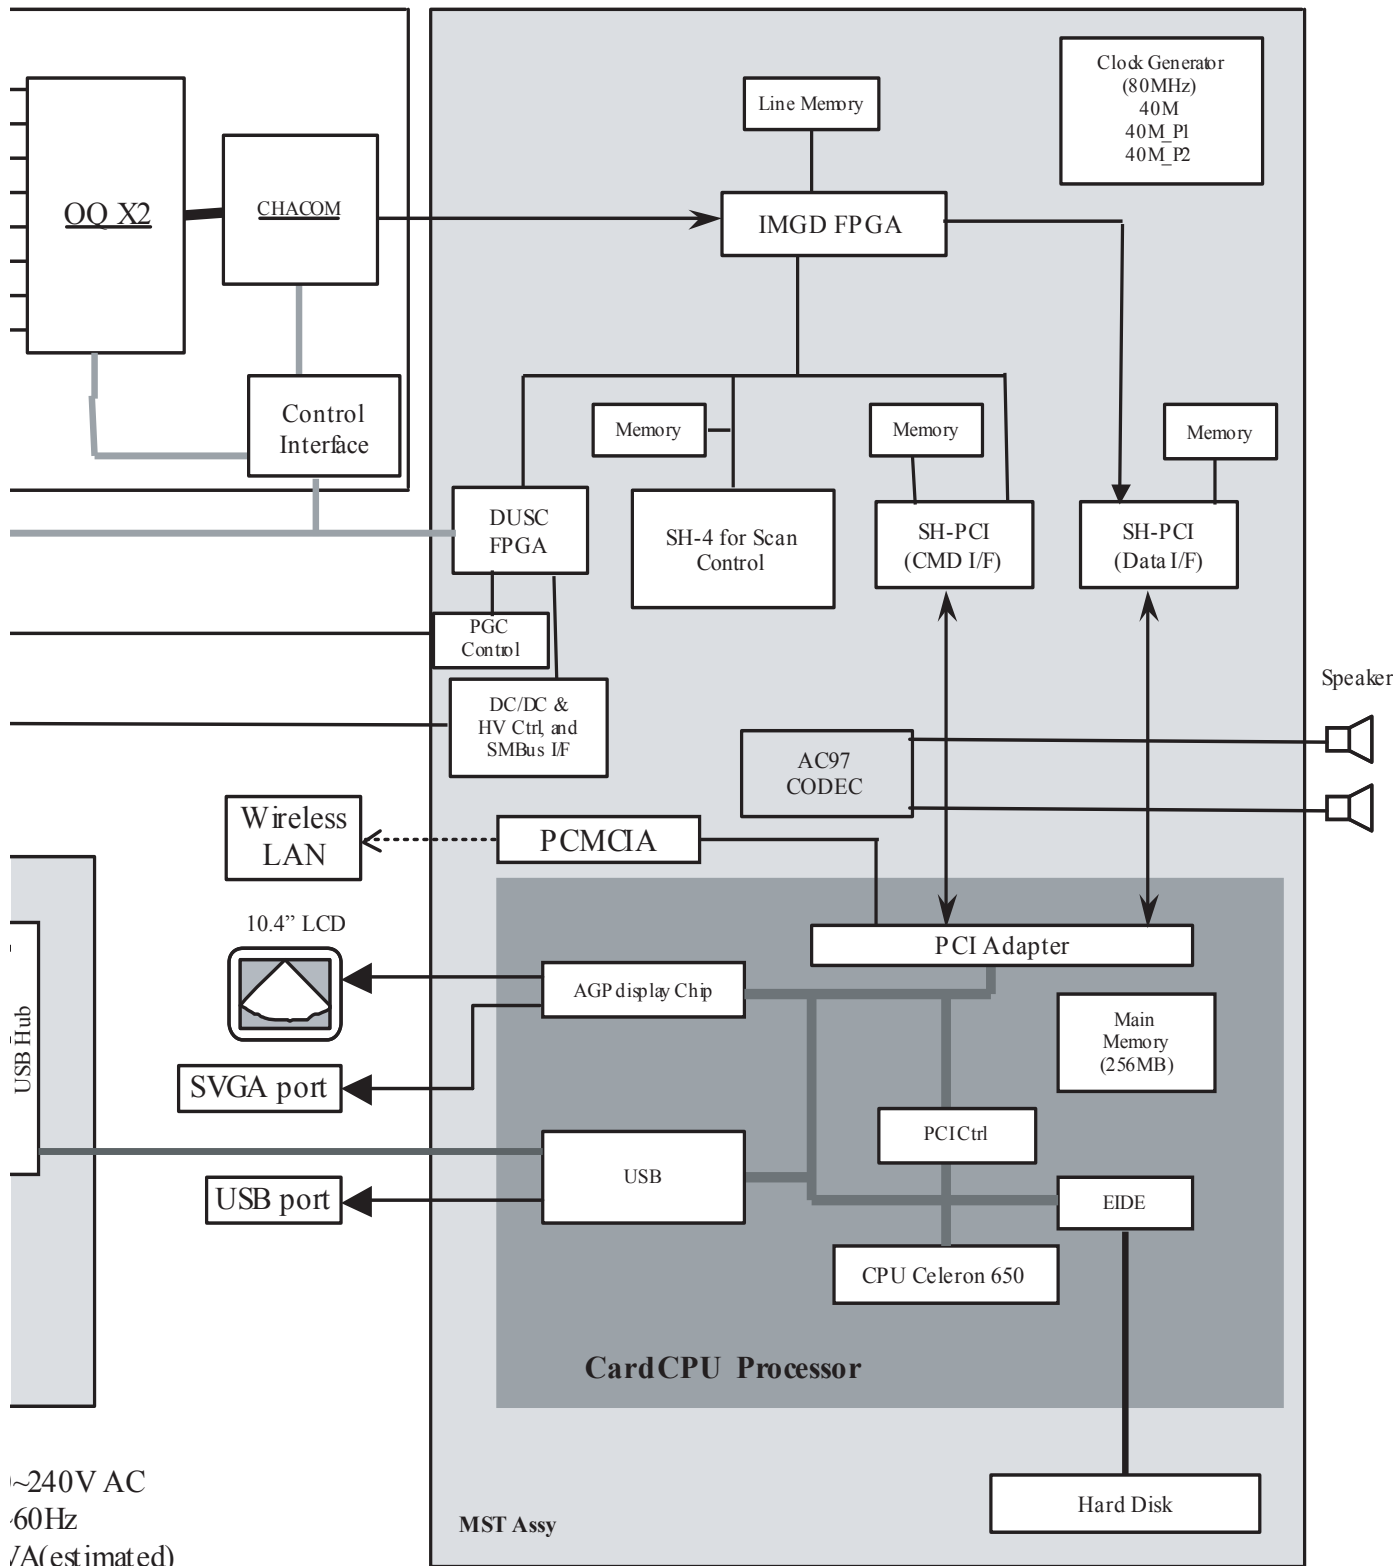 Clock Generator
(80MHz)
40M
40M_P1
40M_P2
Line Memory
OQ X2
CHACOM
IMGD FPGA
Control
Interface
Memory
Memory
Memory
DUSC
FPGA
SH-4 for Scan
Control
SH-PCI
(CMD I/F)
SH-PCI
(Data I/F)
PGC
Control
DC/DC &
HV Ctrl, and
SMBus I/F
Speaker
AC97
CODEC
Wireless
LAN
PCMCIA
10.4” LCD
PCI Adapter
AGP display Chip
Main
Memory
(256MB)
USB Hub
SVGA port
PCI Ctrl
USB
USB port
EIDE
CPU Celeron 650
Card CPU Processor
Hard Disk
~240V AC
60Hz
VA(estimated)
MST Assy